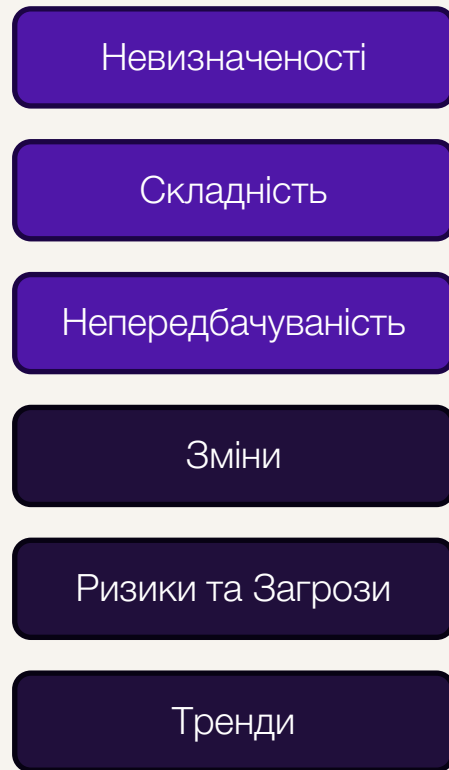 Невизначеності
Складність
Непередбачуваність
Зміни
Ризики та Загрози
Тренди